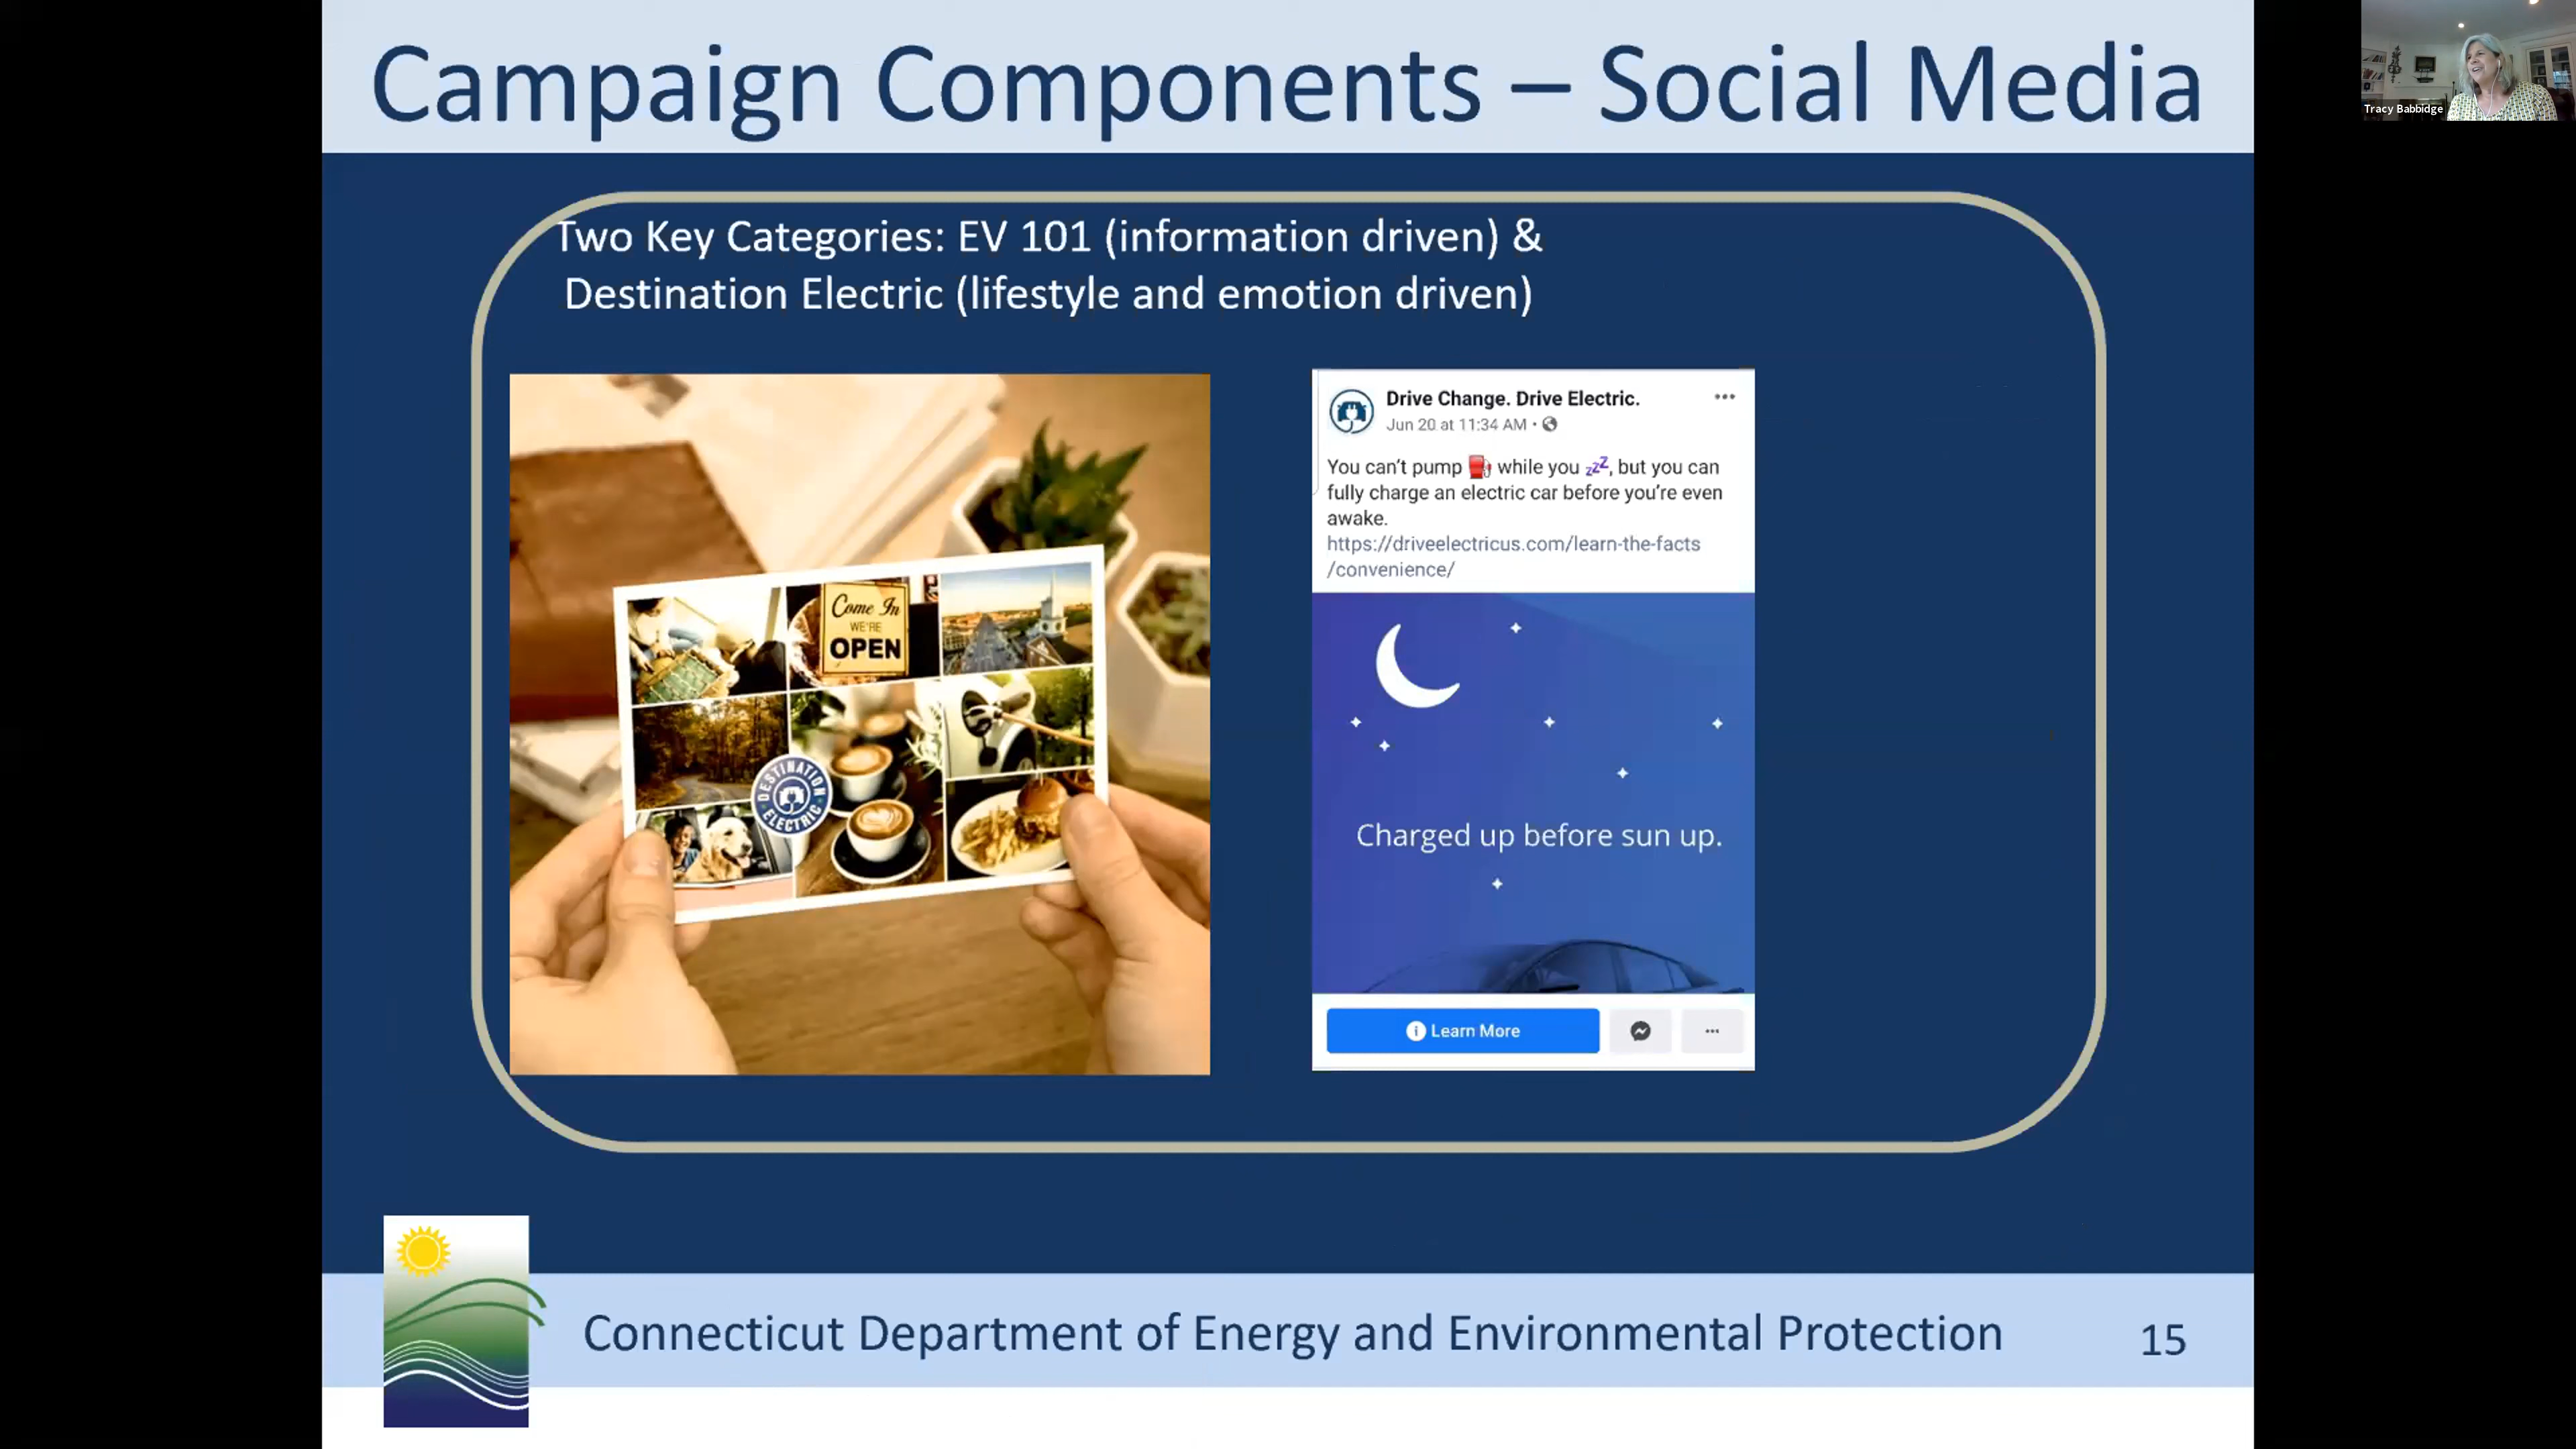 Campaign Components – Social Media
Tracy Babbidge
Two Key Categories: EV 101 (information driven) &
Destination Electric (lifestyle and emotion driven)
Come In
WE'RE
OPEN
DESTINATION
ELECTRIC
Drive Change. Drive Electric.
Jun 20 at 11:34 AM •
You can't pump ⛽ while you 💤, but you can
fully charge an electric car before you're even
awake.
https://driveelectricus.com/learn-the-facts
/convenience/
Charged up before sun up.
Learn More
Connecticut Department of Energy and Environmental Protection
15